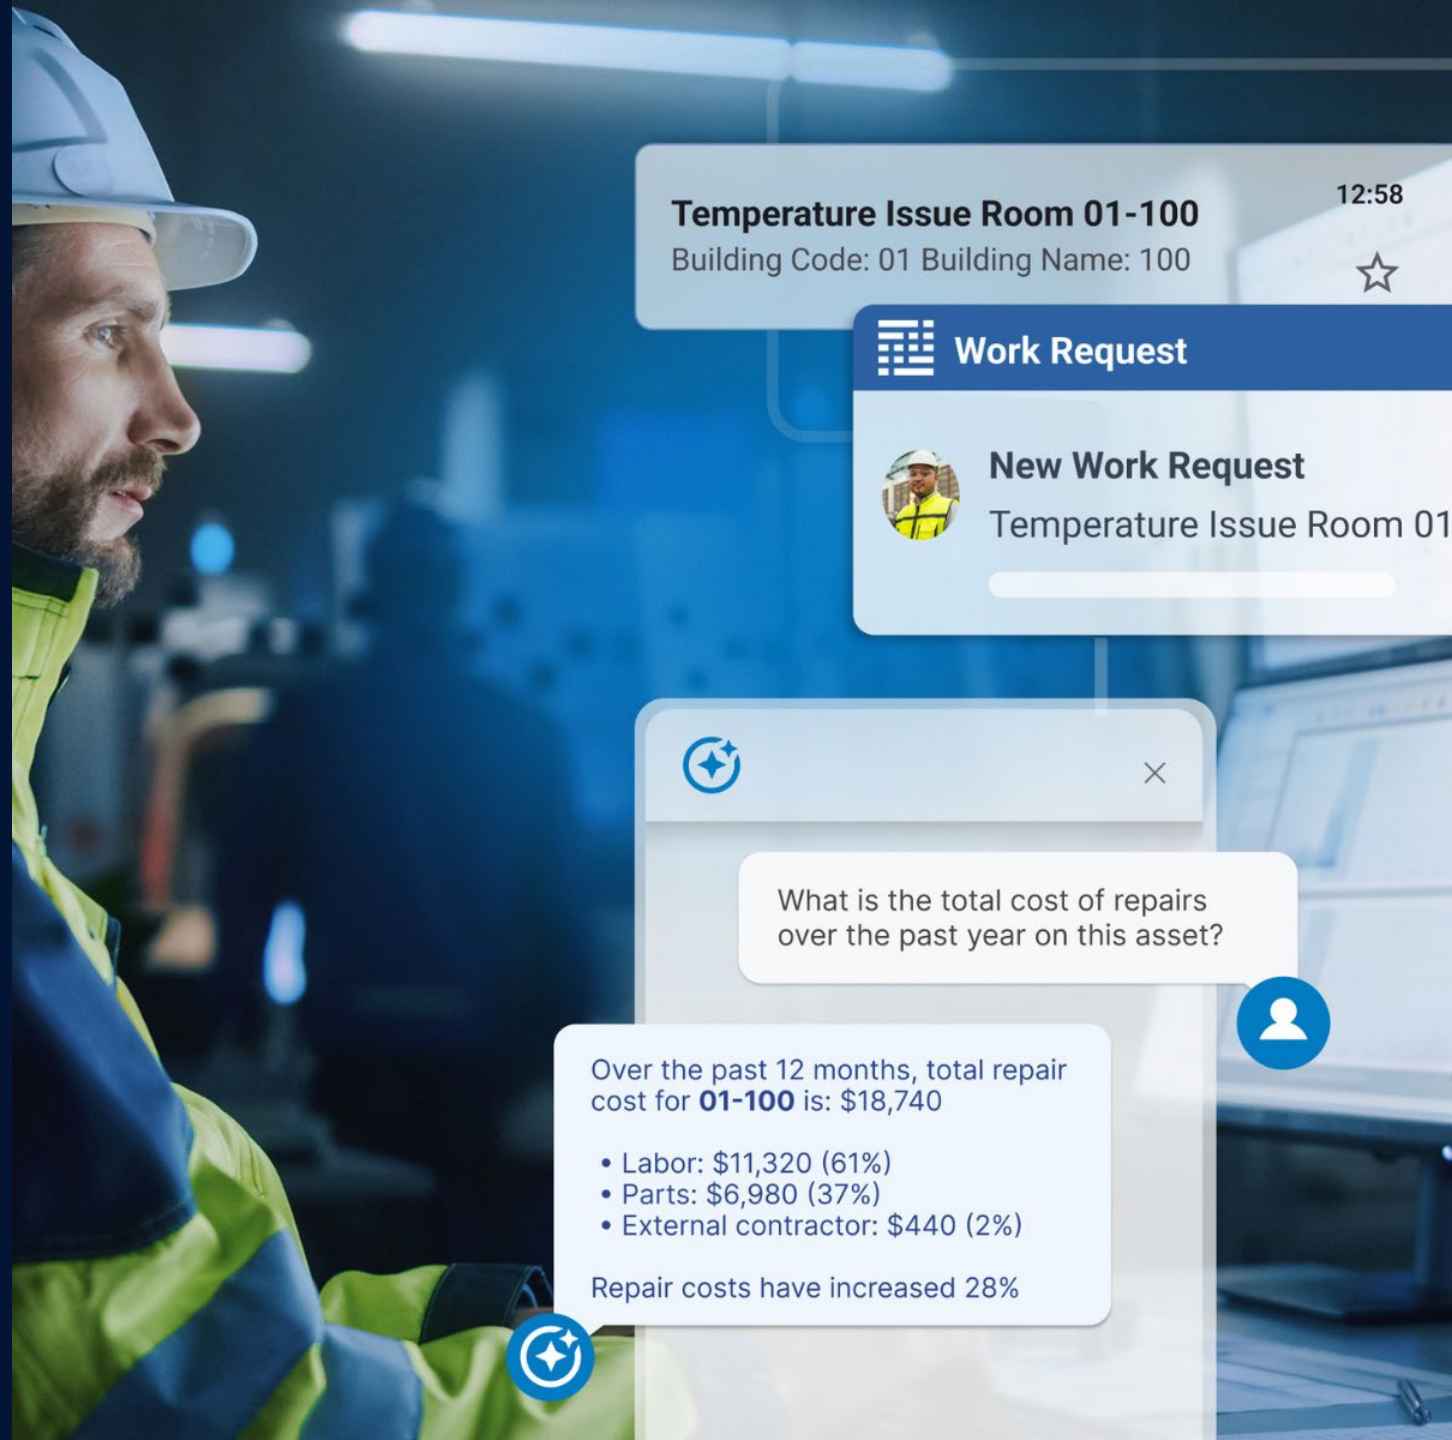 Temperature Issue Room 01-100
12:58
Building Code: 01 Building Name: 100
Work Request
New Work Request
Temperature Issue Room 01
What is the total cost of repairs
over the past year on this asset?
Over the past 12 months, total repair
cost for 01-100 is: $18,740
• Labor: $11,320 (61%)
• Parts: $6,980 (37%)
• External contractor: $440 (2%)
Repair costs have increased 28%